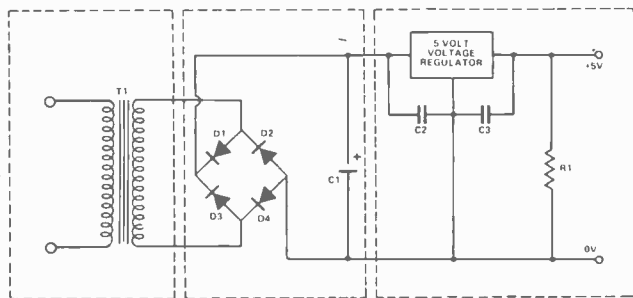 T1
D1
D2
D3
D4
C1
+
5 VOLT
VOLTAGE
REGULATOR
C2
C3
R1
+5V
0V